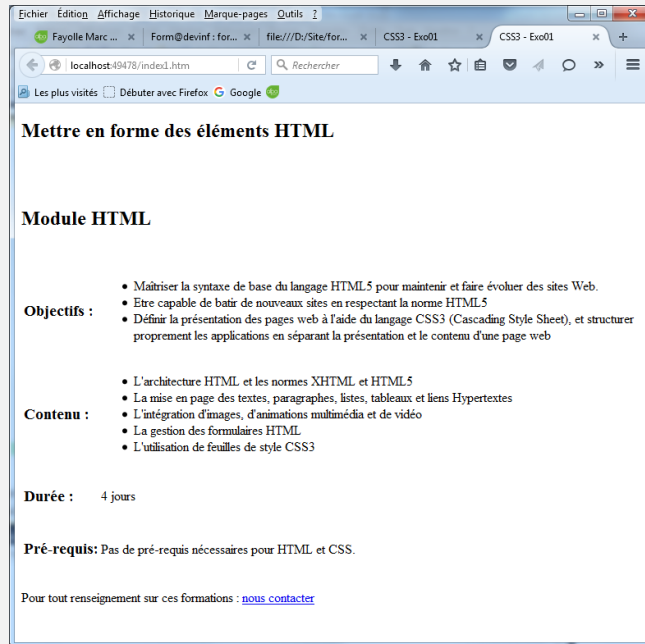 Fichier Édition Affichage Historique Marque-pages Outils ?
Fayolle Marc ... × Form@devinf : for... × file:///D:/Site/for... × CSS3 - Exo01 × CSS3 - Exo01 × +
localhost:49478/index1.htm Rechercher
Les plus visités Débuter avec Firefox Google
Mettre en forme des éléments HTML
Module HTML
Objectifs :
• Maîtriser la syntaxe de base du langage HTML5 pour maintenir et faire évoluer des sites Web.
• Etre capable de batir de nouveaux sites en respectant la norme HTML5
• Définir la présentation des pages web à l'aide du langage CSS3 (Cascading Style Sheet), et structurer
proprement les applications en séparant la présentation et le contenu d'une page web
Contenu :
• L'architecture HTML et les normes XHTML et HTML5
• La mise en page des textes, paragraphes, listes, tableaux et liens Hypertextes
• L'intégration d'images, d'animations multimédia et de vidéo
• La gestion des formulaires HTML
• L'utilisation de feuilles de style CSS3
Durée : 4 jours
Pré-requis: Pas de pré-requis nécessaires pour HTML et CSS.
Pour tout renseignement sur ces formations : nous contacter